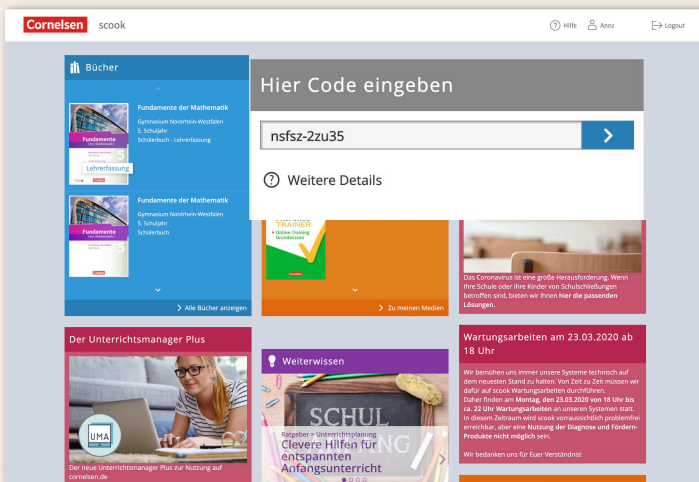 Cornelsen scook
Hilfe Anna Logout
Bücher
Fundamente der Mathematik
Gymnasium Nordrhein-Westfalen
5. Schuljahr
Schülerbuch - Lehrerfassung
Fundamente
Lehrerfassung
Fundamente der Mathematik
Gymnasium Nordrhein-Westfalen
5. Schuljahr
Schülerbuch
Fundamente
Alle Bücher anzeigen
Hier Code eingeben
nsfsz-2zu35
Weitere Details
TRAINER
Online-Training
Grundwissen
Zu meinen Medien
Das Coronavirus ist eine große Herausforderung. Wenn
Ihre Schule oder Ihre Kinder von Schulschließungen
betroffen sind, bieten wir Ihnen hier die passenden
Lösungen.
Der Unterrichtsmanager Plus
UMA
Der neue Unterrichtsmanager Plus zur Nutzung auf
cornelsen.de
Weiterwissen
SCHUL
Ratgeber > Unterrichtsplanung
Clevere Hilfen für
entspannten
Anfangsunterricht
Wartungsarbeiten am 23.03.2020 ab
18 Uhr
Wir bemühen uns immer unsere Systeme technisch auf
dem neuesten Stand zu halten. Von Zeit zu Zeit müssen wir
dafür auf scook Wartungsarbeiten durchführen.
Daher finden am Montag, den 23.03.2020 von 18 Uhr bis
ca. 22 Uhr Wartungsarbeiten an unseren Systemen statt.
In diesem Zeitraum wird scook vorraussichtlich problemfrei
erreichbar, aber eine Nutzung der Diagnose und Fördern-
Produkte nicht möglich sein.
Wir bedanken uns für Euer Verständnis!